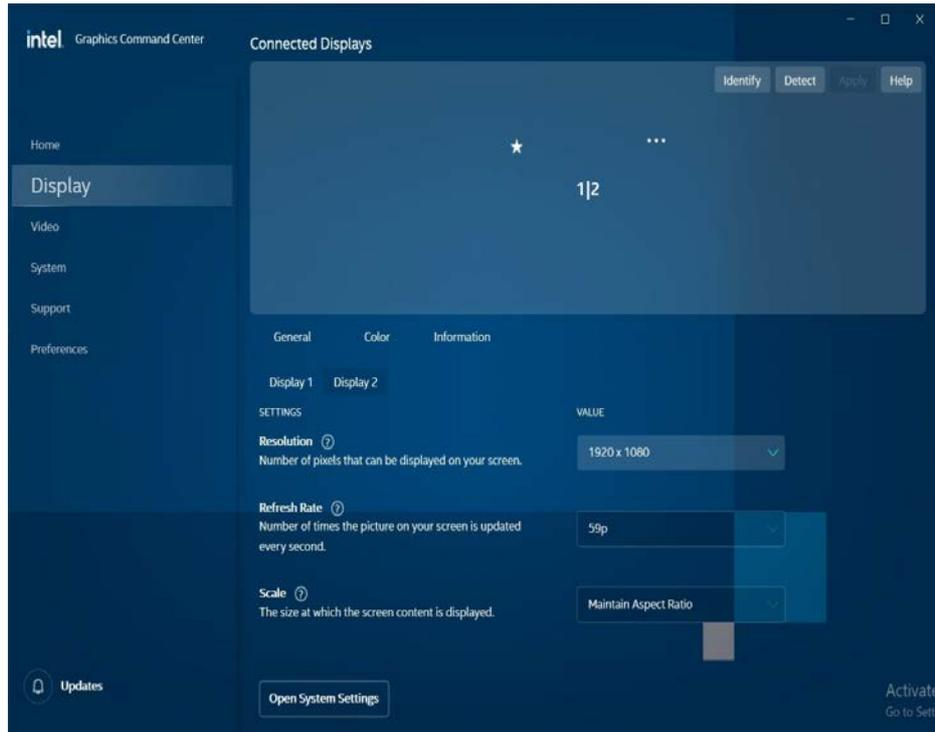 intel Graphics Command Center
Connected Displays
Identify Detect Apply Help
1|2
Home
Display
Video
System
Support
Preferences
General Color Information
Display 1 Display 2
SETTINGS VALUE
Resolution ?
Number of pixels that can be displayed on your screen.
1920 x 1080
Refresh Rate ?
Number of times the picture on your screen is updated
every second.
59p
Scale ?
The size at which the screen content is displayed.
Maintain Aspect Ratio
Updates
Open System Settings
Activate
Go to Sett